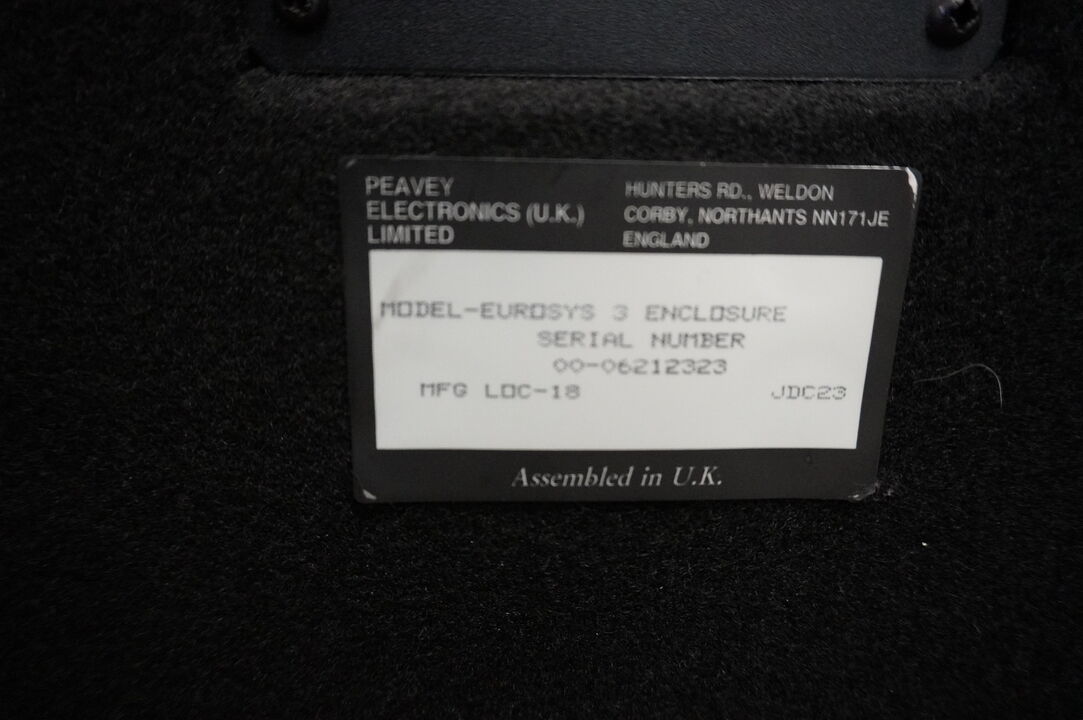 PEAVEY
ELECTRONICS (U.K.)
LIMITED
HUNTERS RD., WELDON
CORBY, NORTHANTS NN171JE
ENGLAND
MODEL-EUROSYS 3 ENCLOSURE
SERIAL NUMBER
00-06212323
MFG LOC-18 JDC23
Assembled in U.K.